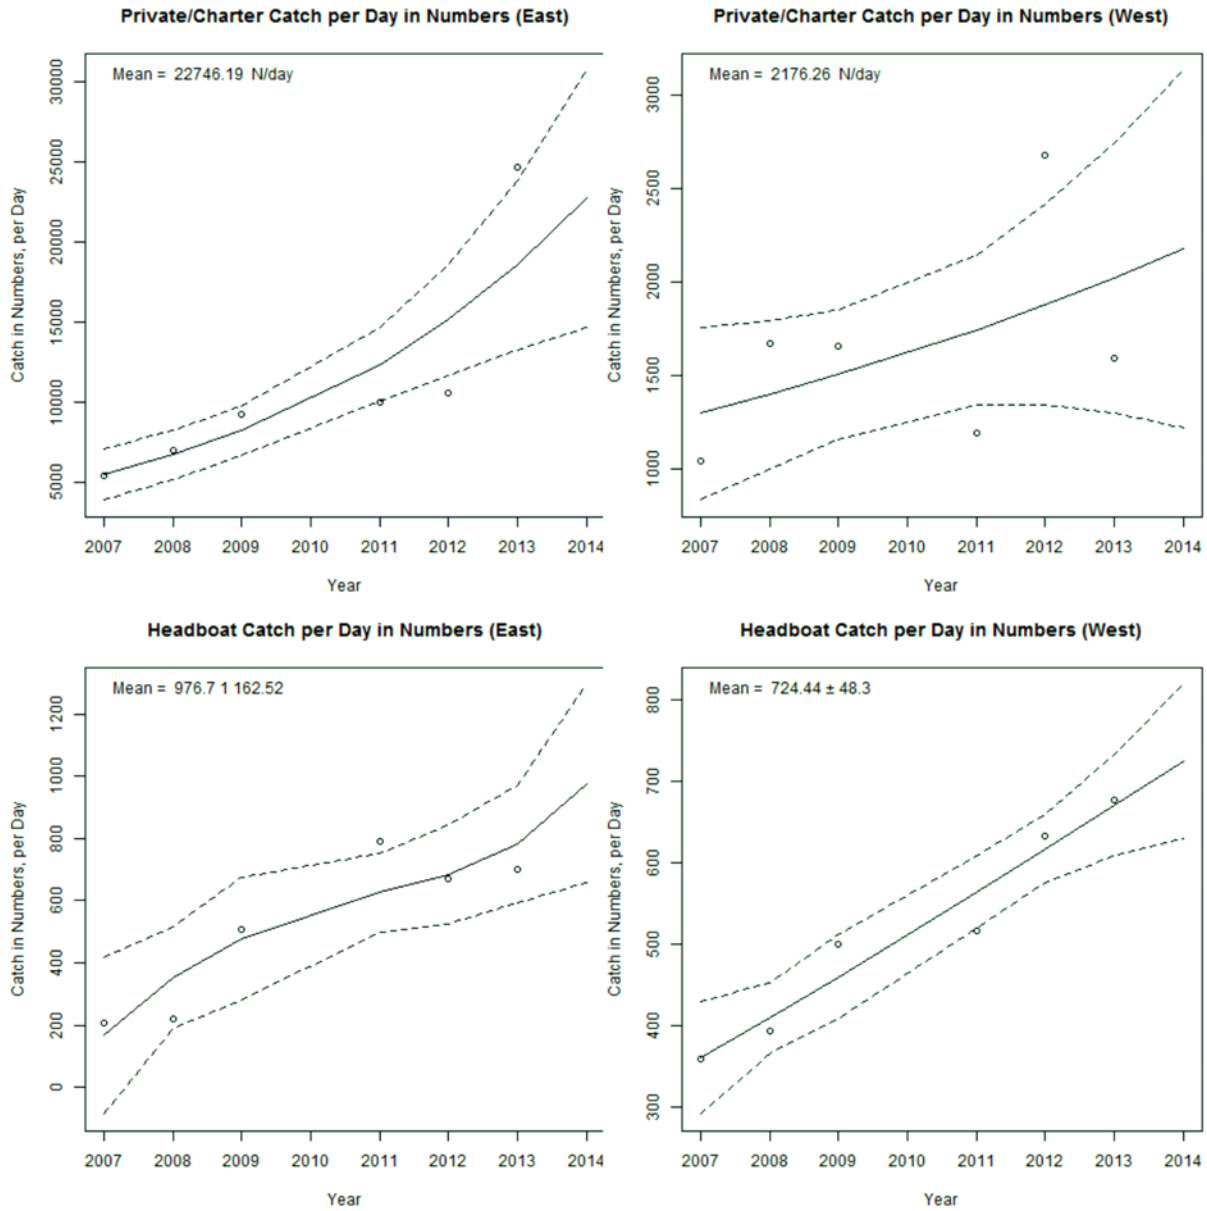 Private/Charter Catch per Day in Numbers (East)
Mean = 22746.19 N/day
30000
25000
20000
15000
10000
5000
Catch in Numbers, per Day
2007 2008 2009 2010 2011 2012 2013 2014
Year
Private/Charter Catch per Day in Numbers (West)
Mean = 2176.26 N/day
3000
2500
2000
1500
1000
Catch in Numbers, per Day
2007 2008 2009 2010 2011 2012 2013 2014
Year
Headboat Catch per Day in Numbers (East)
Mean = 976.7 1 162.52
1200
1000
800
600
400
200
0
Catch in Numbers, per Day
2007 2008 2009 2010 2011 2012 2013 2014
Year
Headboat Catch per Day in Numbers (West)
Mean = 724.44 ± 48.3
800
700
600
500
400
300
Catch in Numbers, per Day
2007 2008 2009 2010 2011 2012 2013 2014
Year